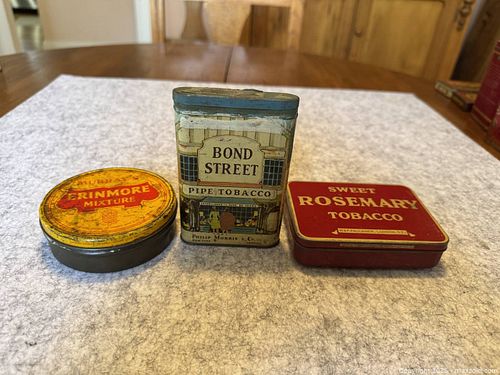 ERINMORE
MIXTURE
BOND
STREET
PIPE TOBACCO
PHILIP MORRIS & CO.
SWEET
ROSEMARY
TOBACCO